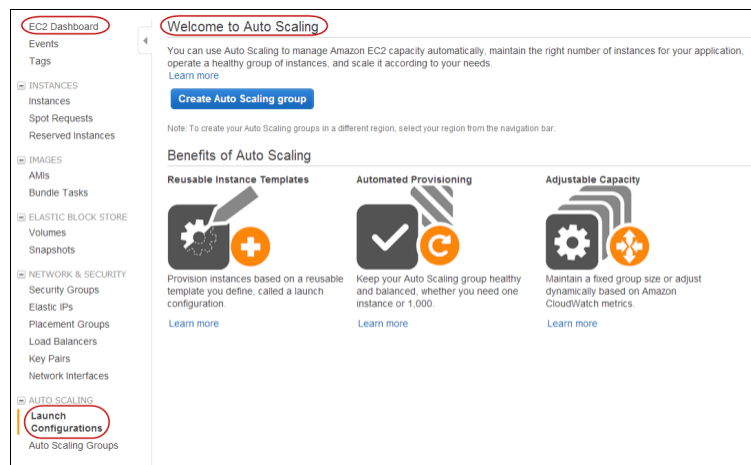 EC2 Dashboard
Events
Tags
INSTANCES
Instances
Spot Requests
Reserved Instances
IMAGES
AMIs
Bundle Tasks
ELASTIC BLOCK STORE
Volumes
Snapshots
NETWORK & SECURITY
Security Groups
Elastic IPs
Placement Groups
Load Balancers
Key Pairs
Network Interfaces
AUTO SCALING
Launch
Configurations
Auto Scaling Groups
Welcome to Auto Scaling
You can use Auto Scaling to manage Amazon EC2 capacity automatically, maintain the right number of instances for your application,
operate a healthy group of instances, and scale it according to your needs.
Learn more
Create Auto Scaling group
Note: To create your Auto Scaling groups in a different region, select your region from the navigation bar.
Benefits of Auto Scaling
Reusable Instance Templates
Provision instances based on a reusable
template you define, called a launch
configuration.
Learn more
Automated Provisioning
Keep your Auto Scaling group healthy
and balanced, whether you need one
instance or 1,000.
Learn more
Adjustable Capacity
Maintain a fixed group size or adjust
dynamically based on Amazon
CloudWatch metrics.
Learn more